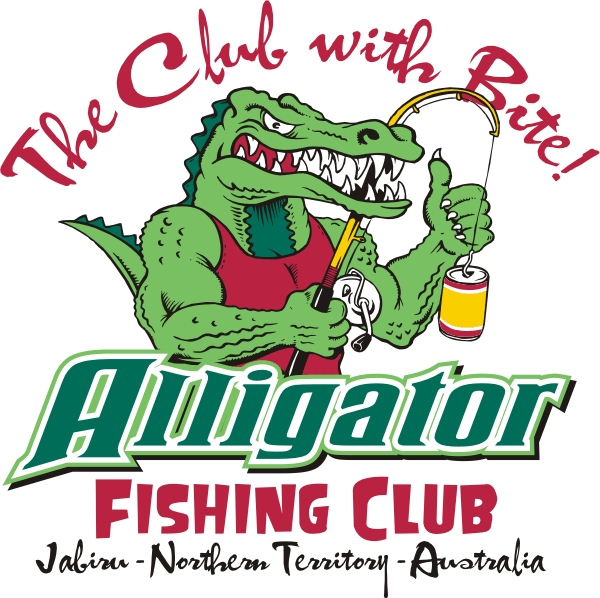 The Club with Bite!
Alligator
FISHING CLUB
Jabiru - Northern Territory - Australia